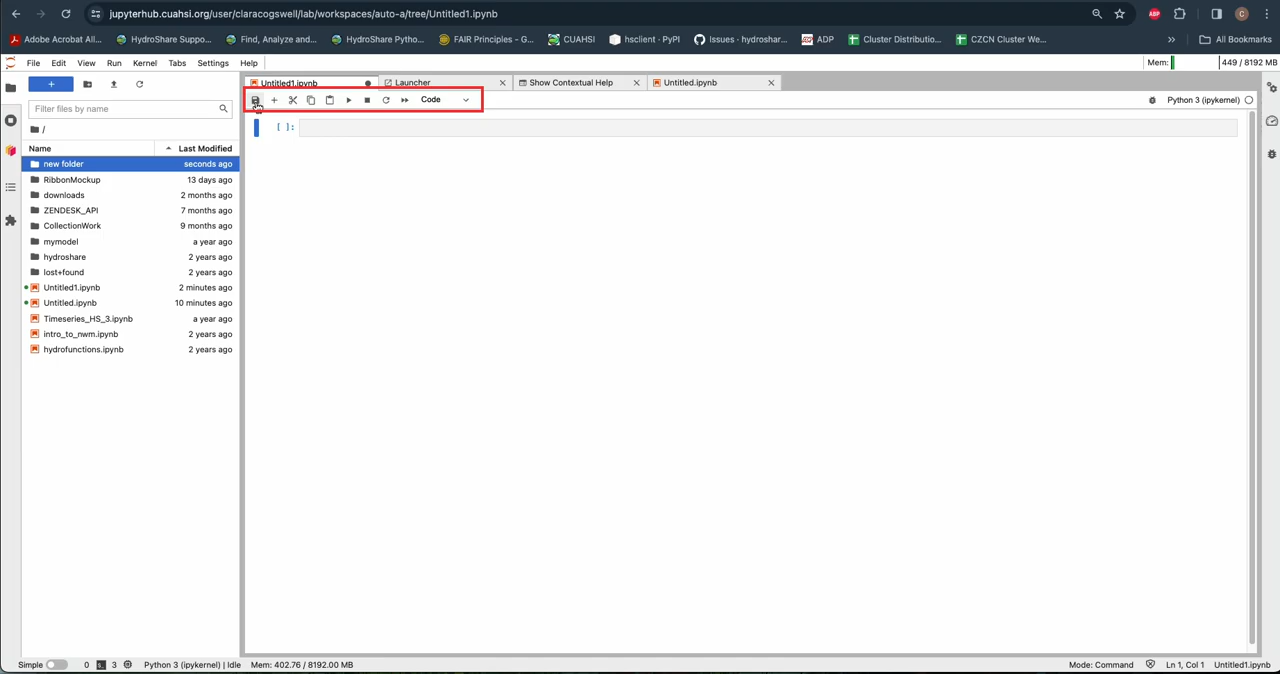 jupyterhub.cuahsi.org/user/claracogswell/lab/workspaces/auto-a/tree/Untitled1.ipynb
ABP
C
Adobe Acrobat All...
HydroShare Suppo...
Find, Analyze and...
HydroShare Pytho...
FAIR Principles - G...
CUAHSI
hsclient · PyPI
Issues · hydroshar...
ADP
ADP
Cluster Distributio...
CZCN Cluster We...
»
All Bookmarks
File Edit View Run Kernel Tabs Settings Help
Mem: 449 / 8192 MB
+
Untitled1.ipynb
Launcher
Show Contextual Help
Untitled.ipynb
Filter files by name
Code
Python 3 (ipykernel)
/
[ ]:
Name Last Modified
new folder seconds ago
RibbonMockup 13 days ago
downloads 2 months ago
ZENDESK_API 7 months ago
CollectionWork 9 months ago
mymodel a year ago
hydroshare 2 years ago
lost+found 2 years ago
Untitled1.ipynb 2 minutes ago
Untitled.ipynb 10 minutes ago
Timeseries_HS_3.ipynb a year ago
intro_to_nwm.ipynb 2 years ago
hydrofunctions.ipynb 2 years ago
Simple 0 3 Python 3 (ipykernel) | Idle Mem: 402.76 / 8192.00 MB Mode: Command Ln 1, Col 1 Untitled1.ipynb